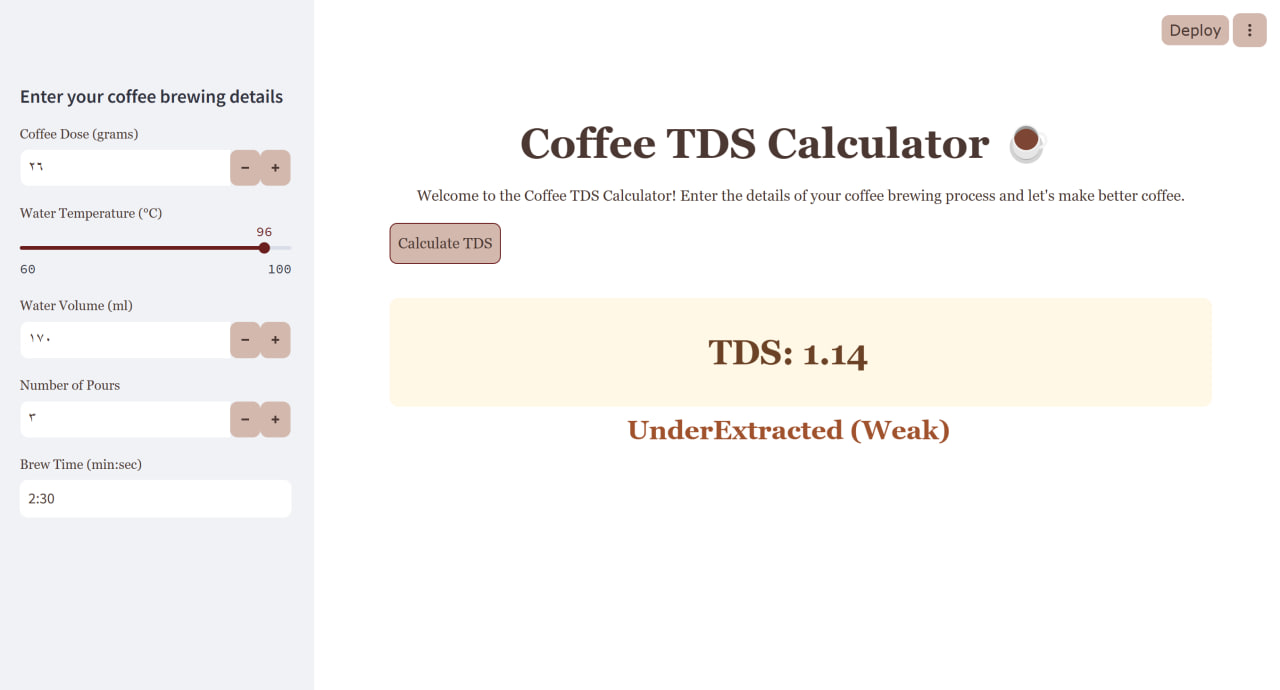 Deploy
Enter your coffee brewing details
Coffee Dose (grams)
٢٦
Water Temperature (°C)
96
60 100
Water Volume (ml)
١٧٠
Number of Pours
٣
Brew Time (min:sec)
2:30
Coffee TDS Calculator
Welcome to the Coffee TDS Calculator! Enter the details of your coffee brewing process and let's make better coffee.
Calculate TDS
TDS: 1.14
UnderExtracted (Weak)